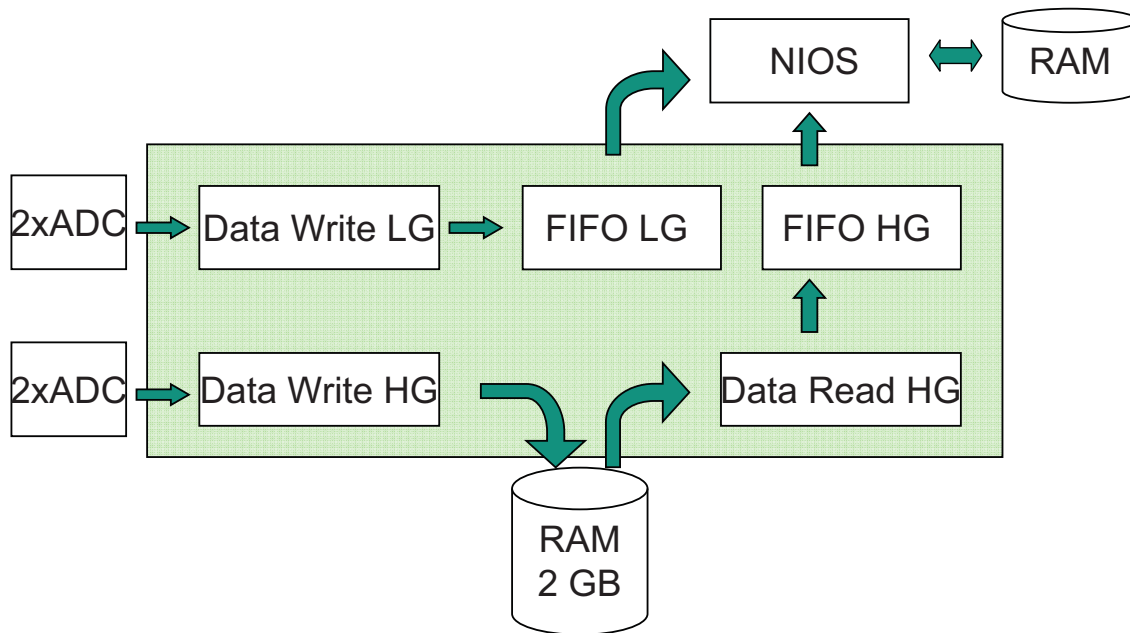 NIOS
RAM
2xADC
Data Write LG
FIFO LG
FIFO HG
2xADC
Data Write HG
Data Read HG
RAM
2 GB